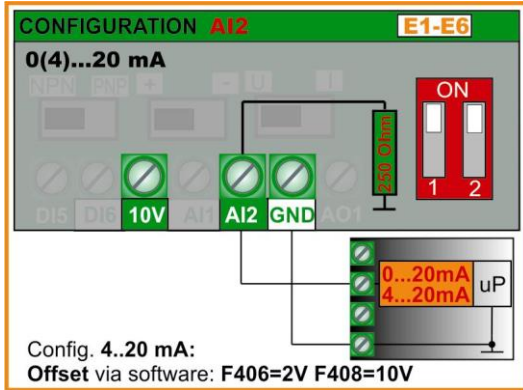 CONFIGURATION AI2 E1-E6
0(4)...20 mA
NPN PNP + - U I
ON
250 Ohm
1 2
DI5 DI6 10V AI1 AI2 GND AO1
0...20mA
4...20mA
uP
Config. 4..20 mA:
Offset via software: F406=2V F408=10V